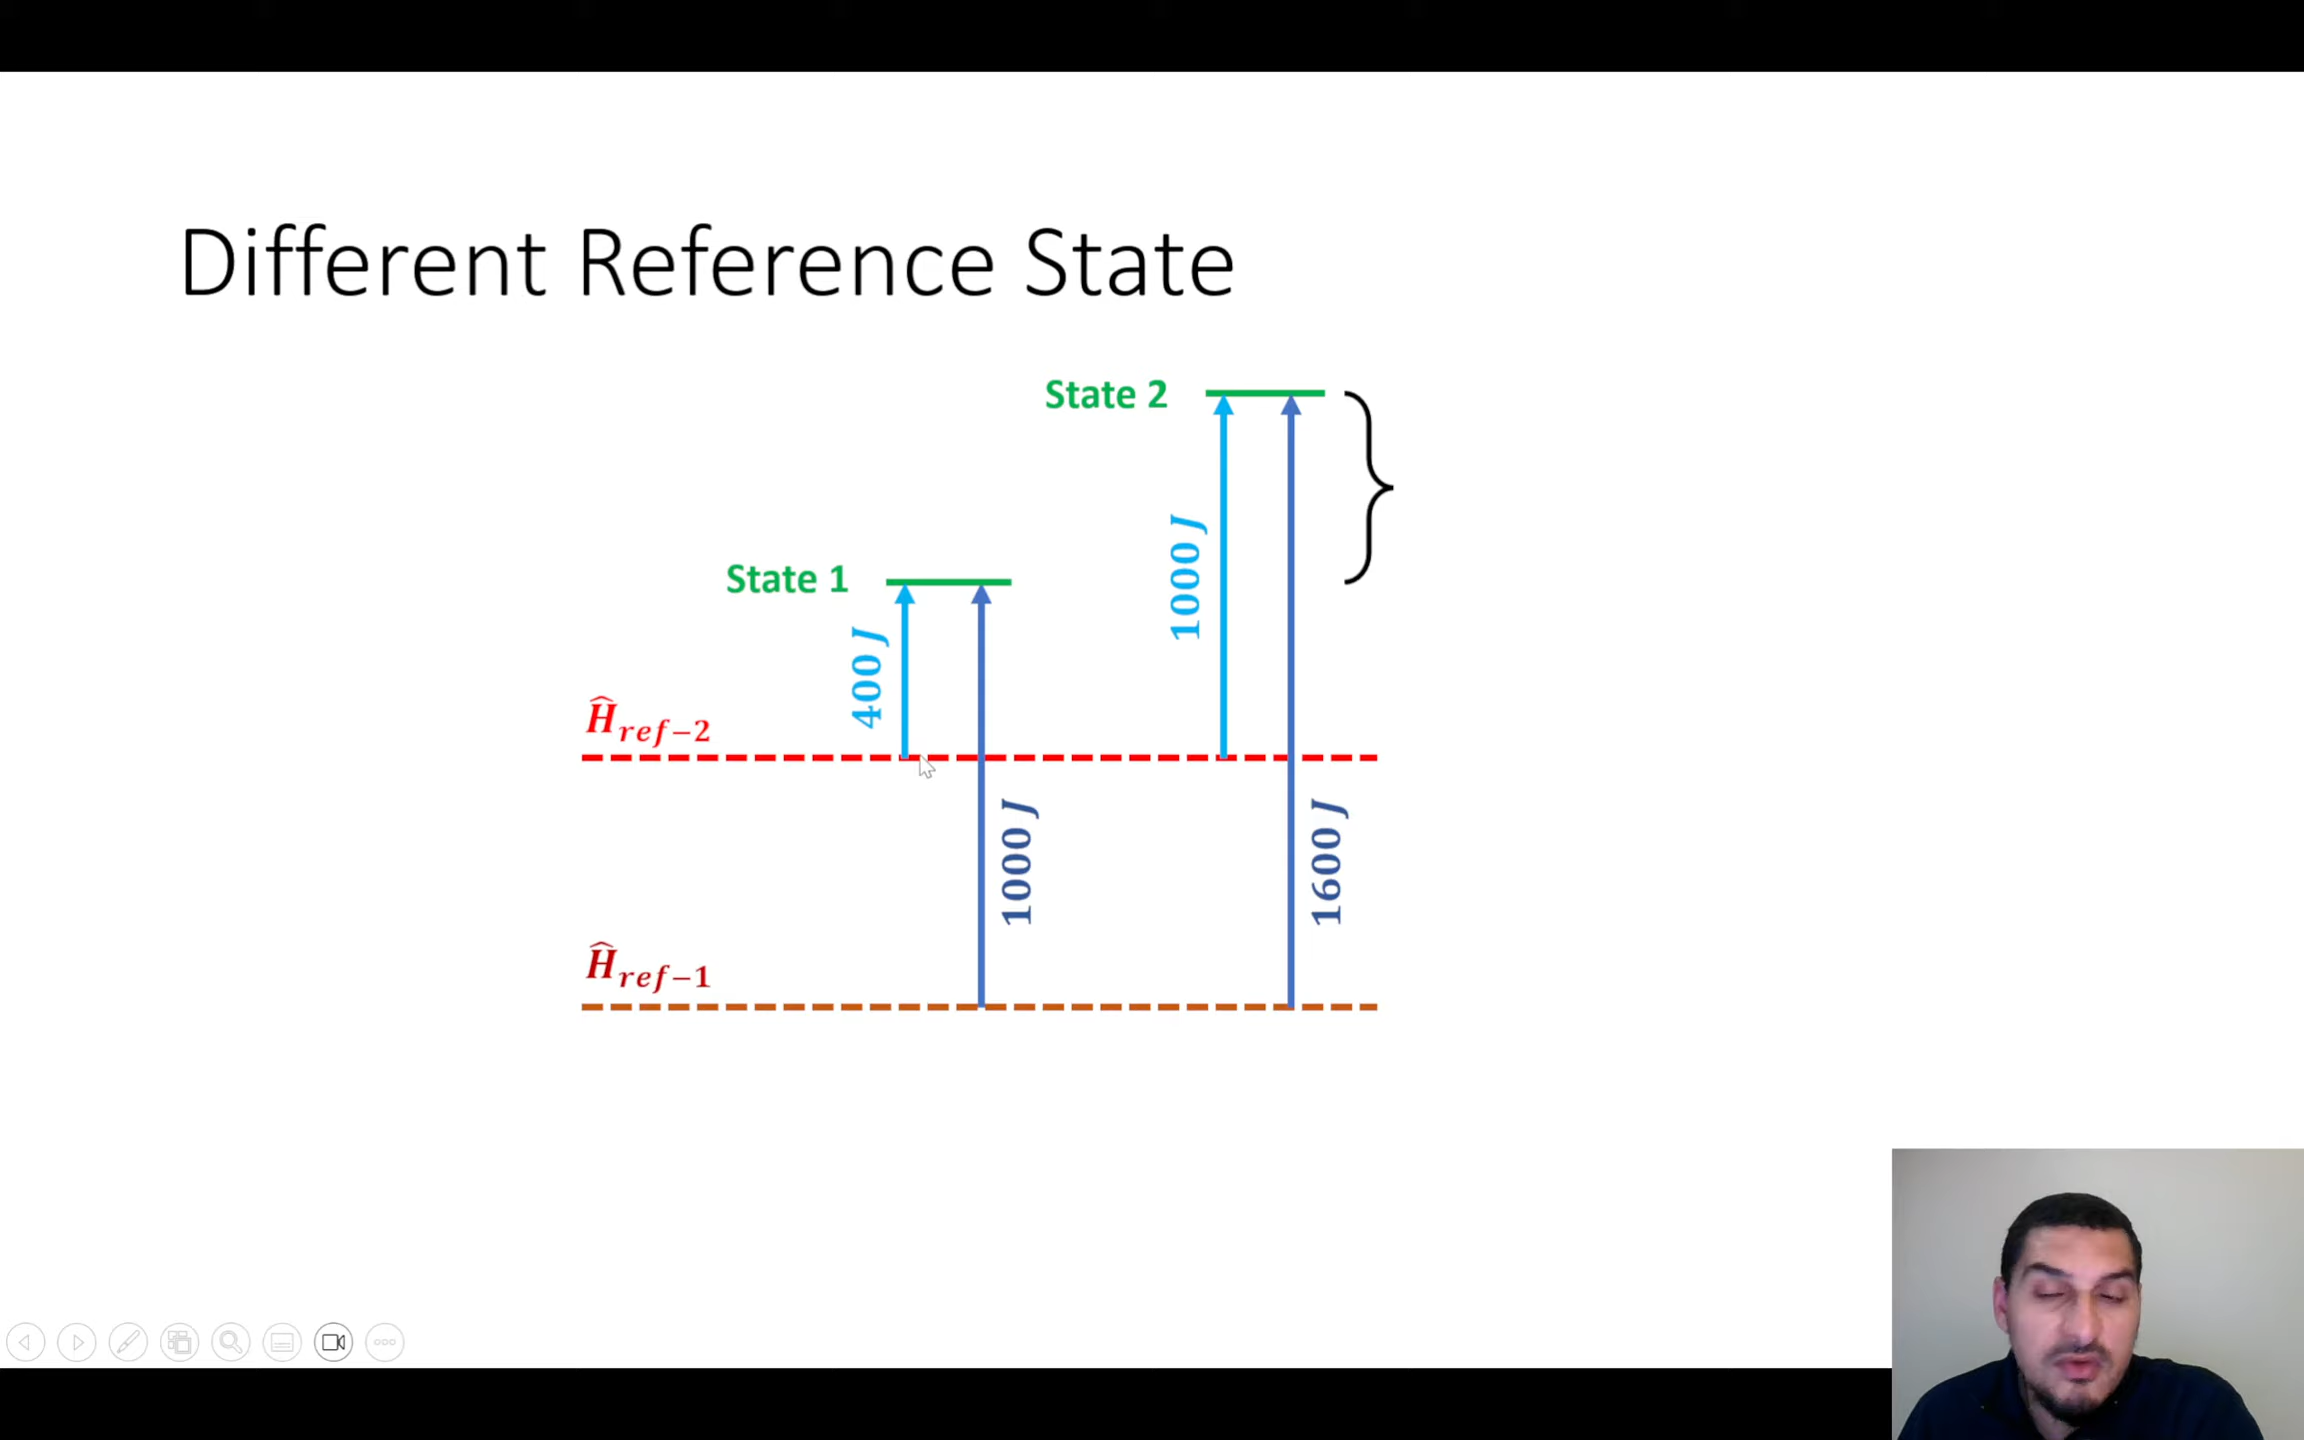 Different Reference State
State 2
State 1
1000 J
400 J
Ĥref−2
1000 J
1600 J
Ĥref−1